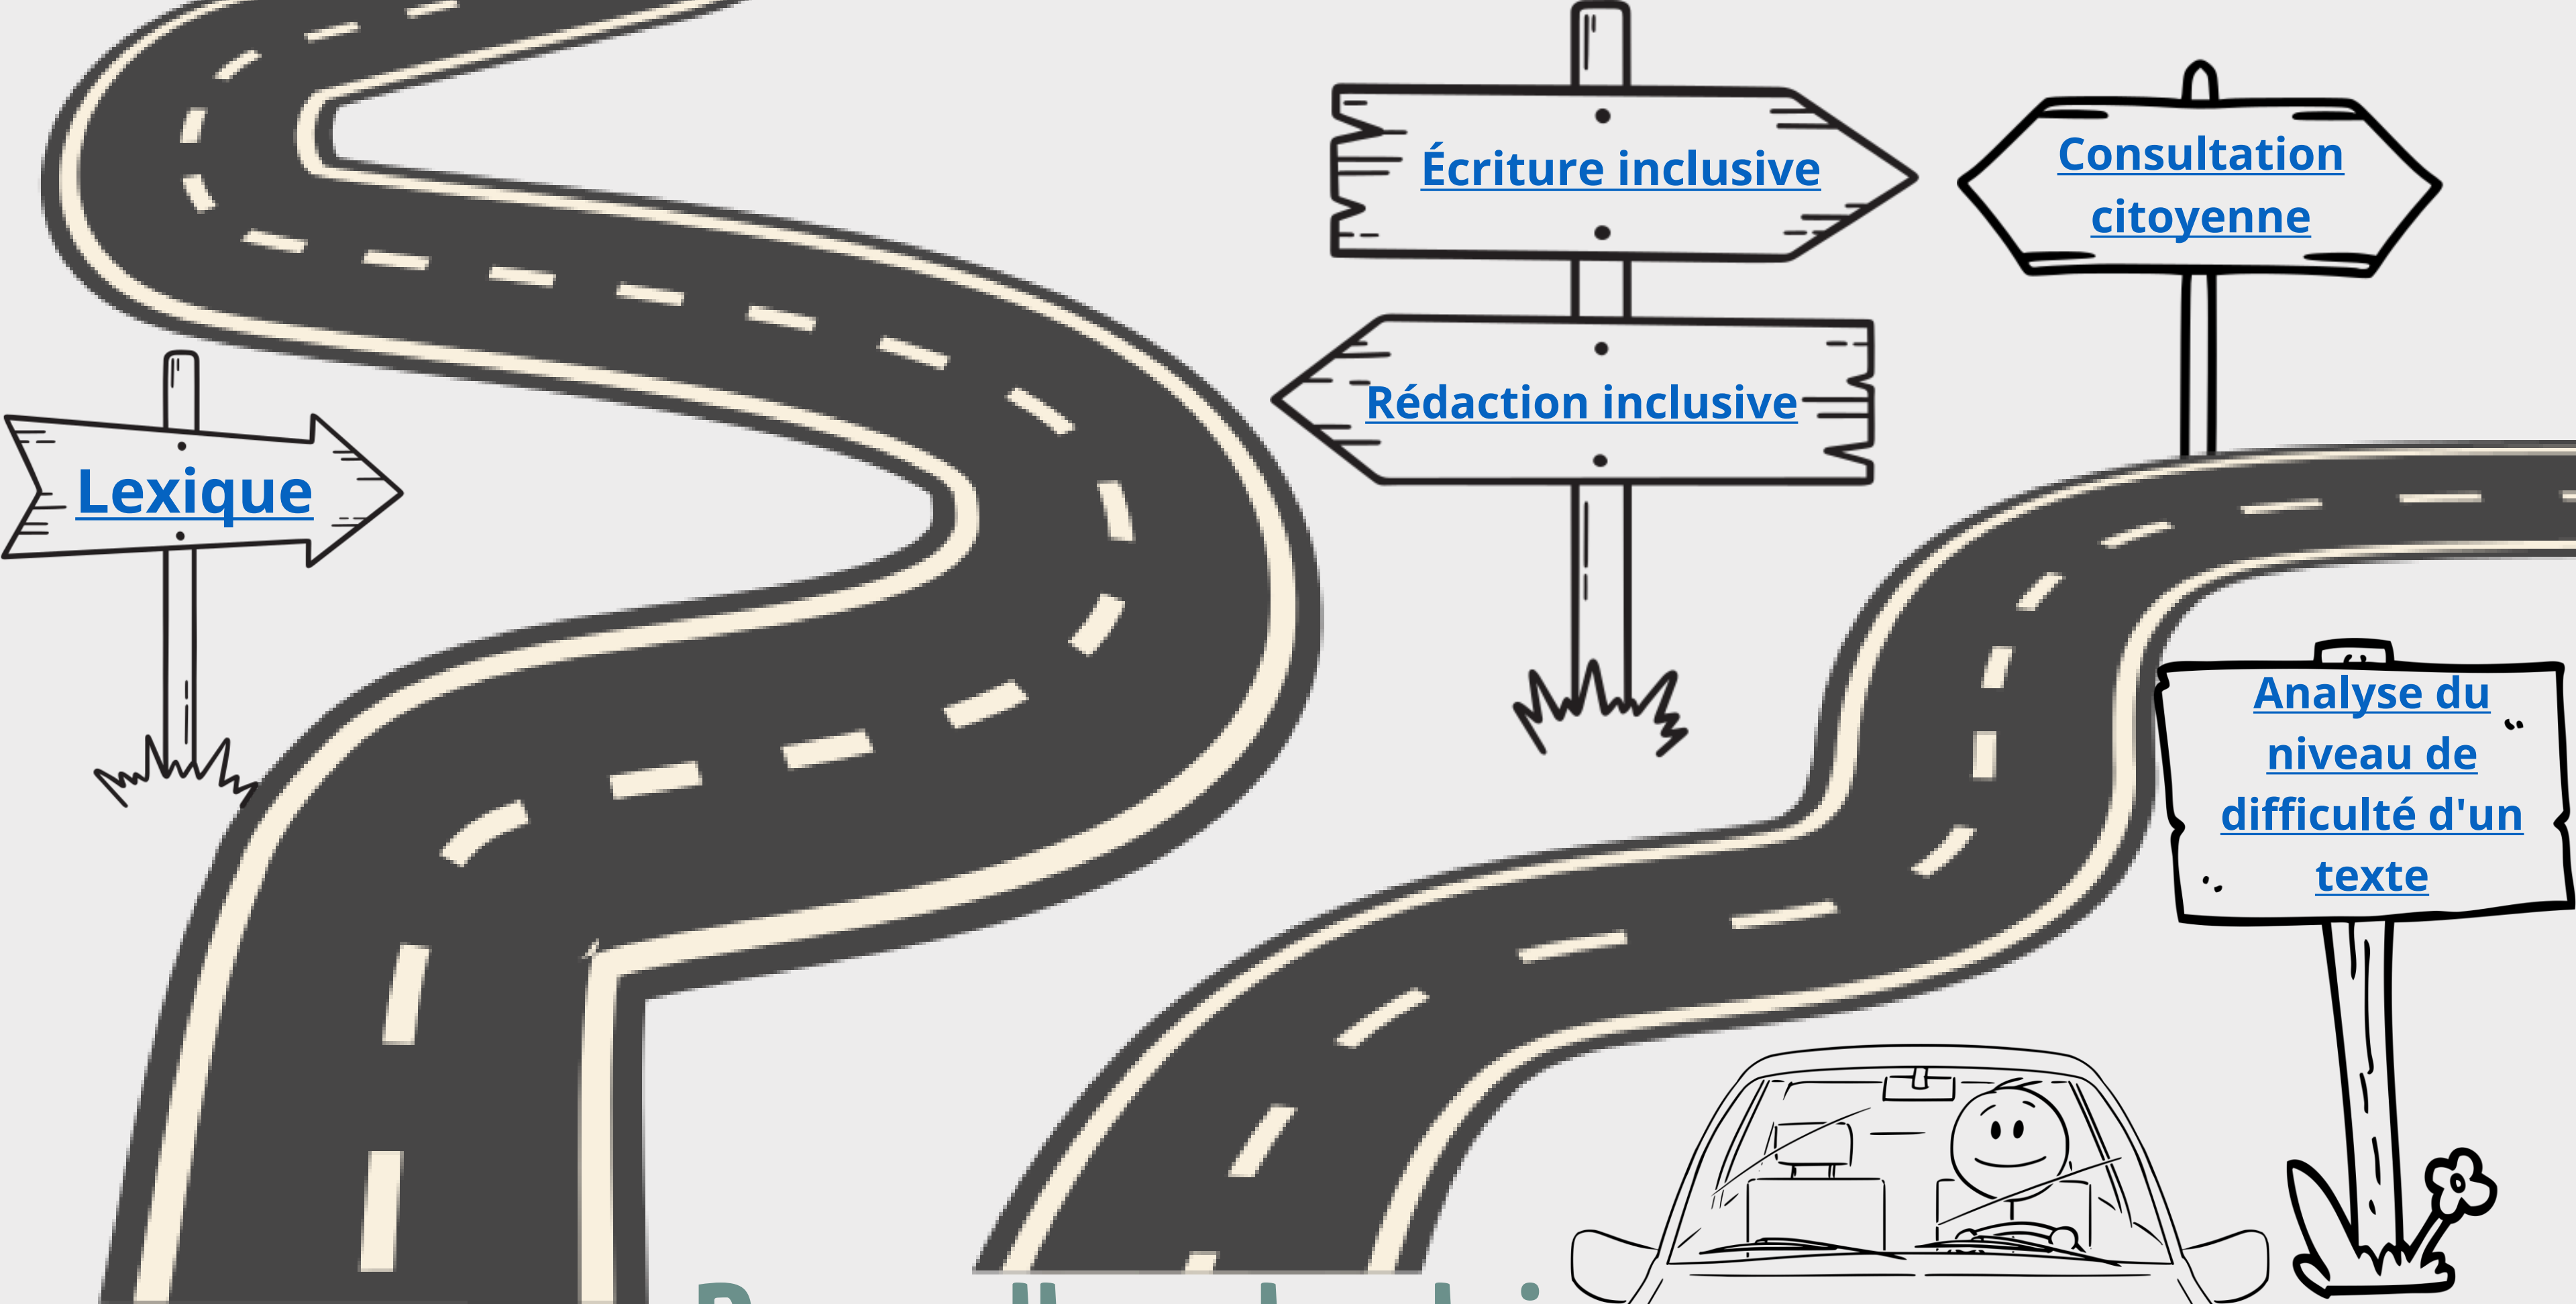 Écriture inclusive
Consultation
citoyenne
Rédaction inclusive
Lexique
Analyse du
niveau de
difficulté d'un
texte